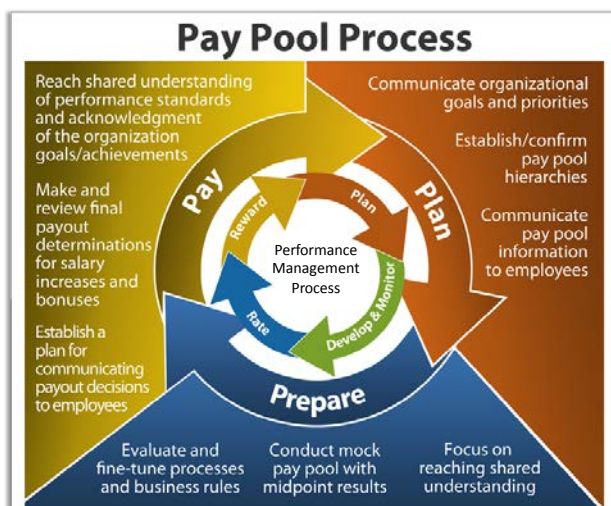 Pay Pool Process
Reach shared understanding
of performance standards
and acknowledgment
of the organization
goals/achievements
Make and
review final
payout
determinations
for salary
increases and
bonuses
Establish a
plan for
communicating
payout decisions
to employees
Communicate organizational
goals and priorities
Establish/confirm
pay pool
hierarchies
Communicate
pay pool
information
to employees
Pay
Plan
Prepare
Reward
Plan
Develop & Monitor
Rate
Performance
Management
Process
Evaluate and
fine-tune processes
and business rules
Conduct mock
pay pool with
midpoint results
Focus on
reaching shared
understanding